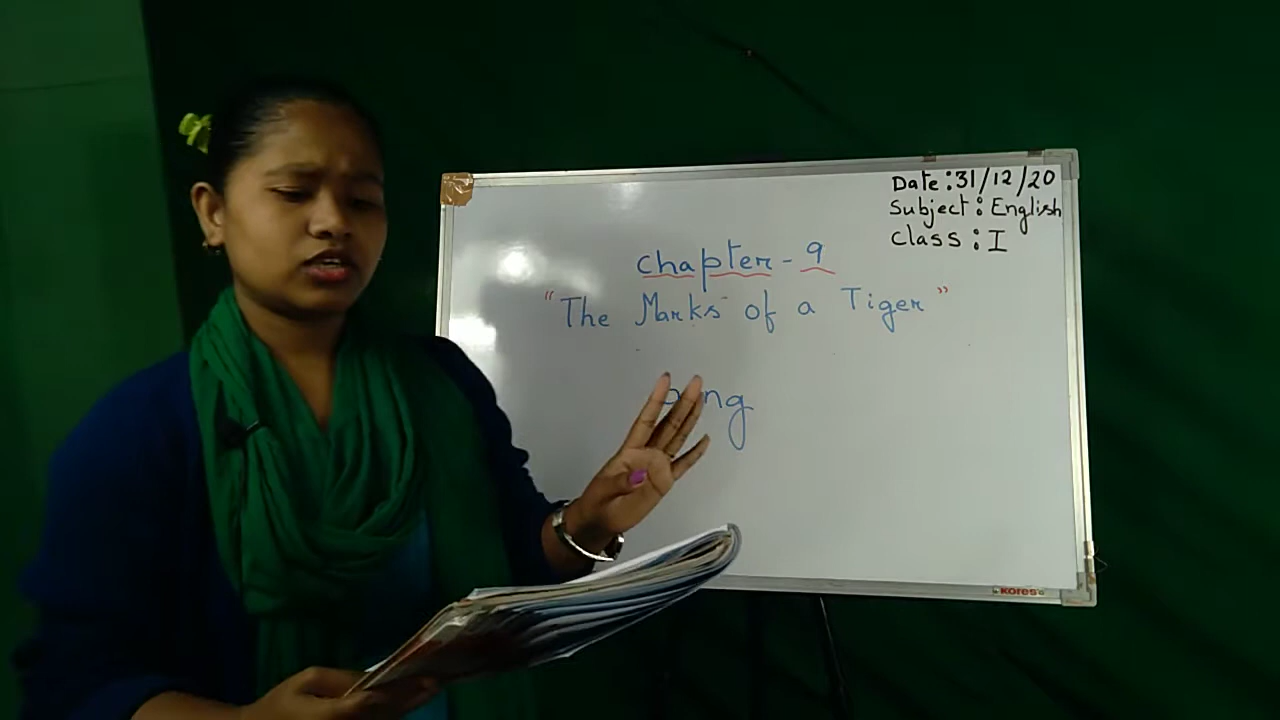 Date : 31/12/20
Subject : English
Class : I
Chapter - 9
"The Marks of a Tiger"
kores